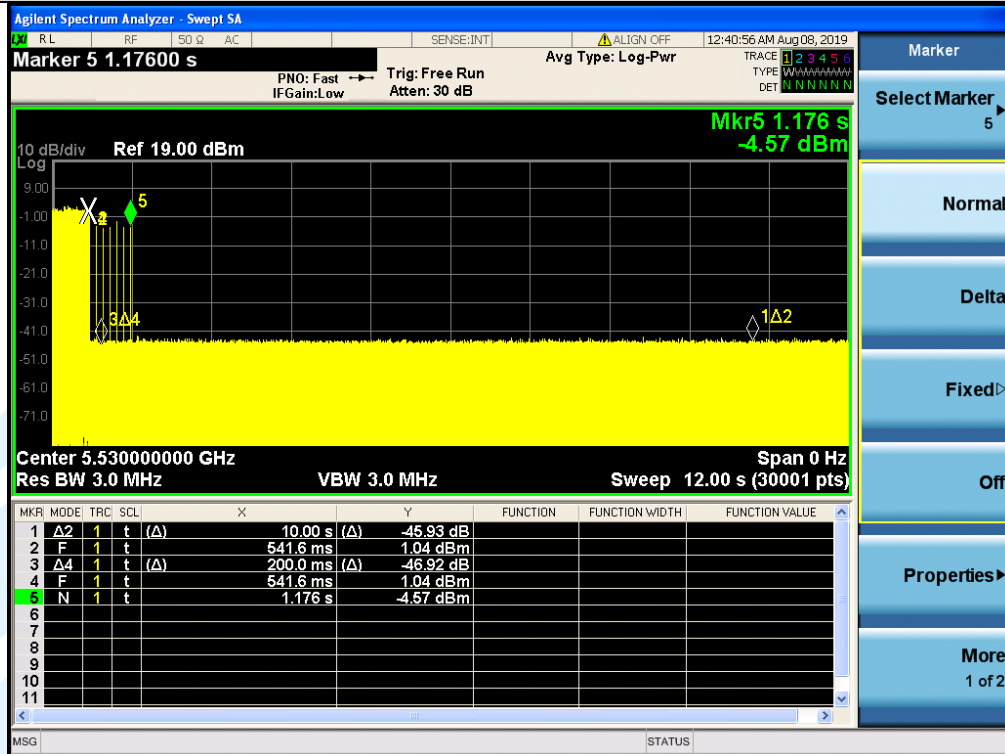 Agilent Spectrum Analyzer - Swept SA
LXI RL RF 50 Ω AC SENSE:INT ALIGN OFF 12:40:56 AM Aug 08, 2019
Marker 5 1.17600 s
PNO: Fast
IFGain:Low
Trig: Free Run
Atten: 30 dB
Avg Type: Log-Pwr
TRACE 1 2 3 4 5 6
TYPE WWWWWW
DET N N N N N N
Mkr5 1.176 s
-4.57 dBm
10 dB/div Ref 19.00 dBm
Log
9.00
-1.00
-11.0
-21.0
-31.0
-41.0
-51.0
-61.0
-71.0
5
3Δ4
1Δ2
Center 5.530000000 GHz Span 0 Hz
Res BW 3.0 MHz VBW 3.0 MHz Sweep 12.00 s (30001 pts)
MKR MODE TRC SCL X Y FUNCTION FUNCTION WIDTH FUNCTION VALUE
1 Δ2 1 t (Δ) 10.00 s (Δ) -45.93 dB
2 F 1 t 541.6 ms 1.04 dBm
3 Δ4 1 t (Δ) 200.0 ms (Δ) -46.92 dB
4 F 1 t 541.6 ms 1.04 dBm
5 N 1 t 1.176 s -4.57 dBm
6
7
8
9
10
11
MSG STATUS
Marker
Select Marker
5
Normal
Delta
Fixed
Off
Properties
More
1 of 2